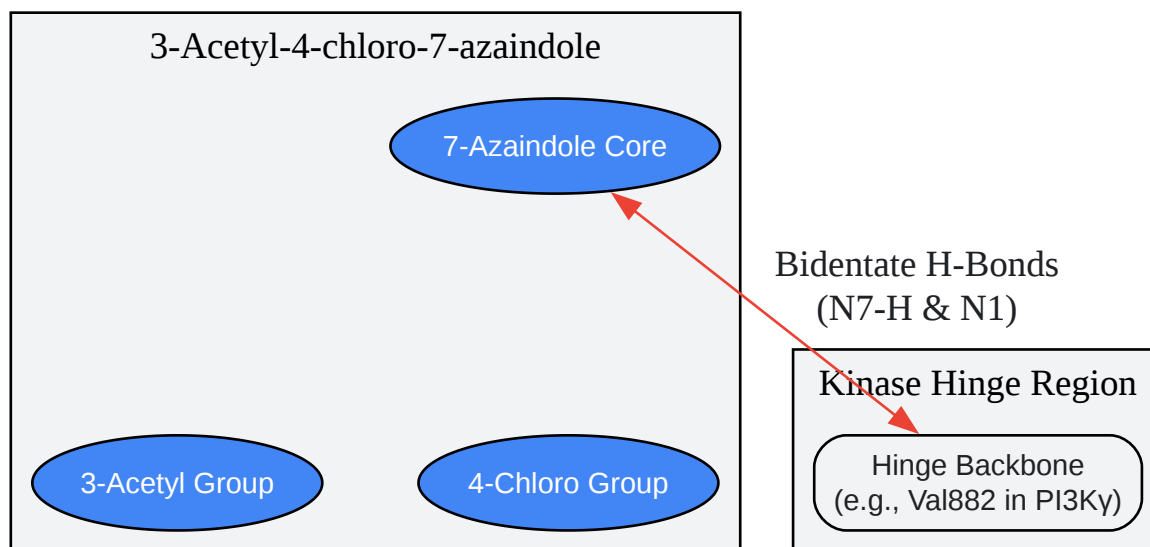 3-Acetyl-4-chloro-7-azaindole
7-Azaindole Core
Bidentate H-Bonds
(N7-H & N1)
Kinase Hinge Region
3-Acetyl Group
4-Chloro Group
Hinge Backbone
(e.g., Val882 in PI3Kγ)